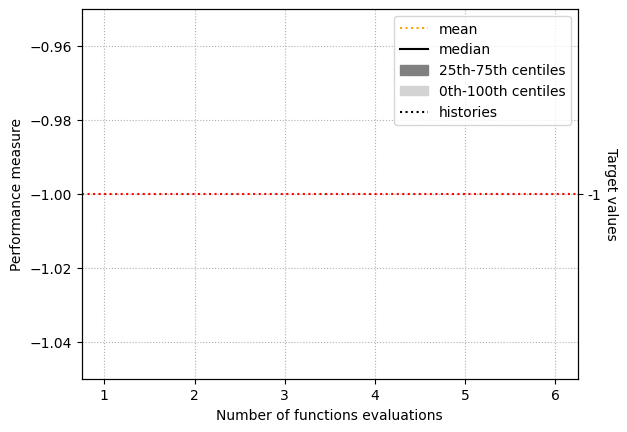 mean
median
25th-75th centiles
0th-100th centiles
histories
−0.96
−0.98
−1.00
−1.02
−1.04
Performance measure
-1
Target values
1 2 3 4 5 6
Number of functions evaluations